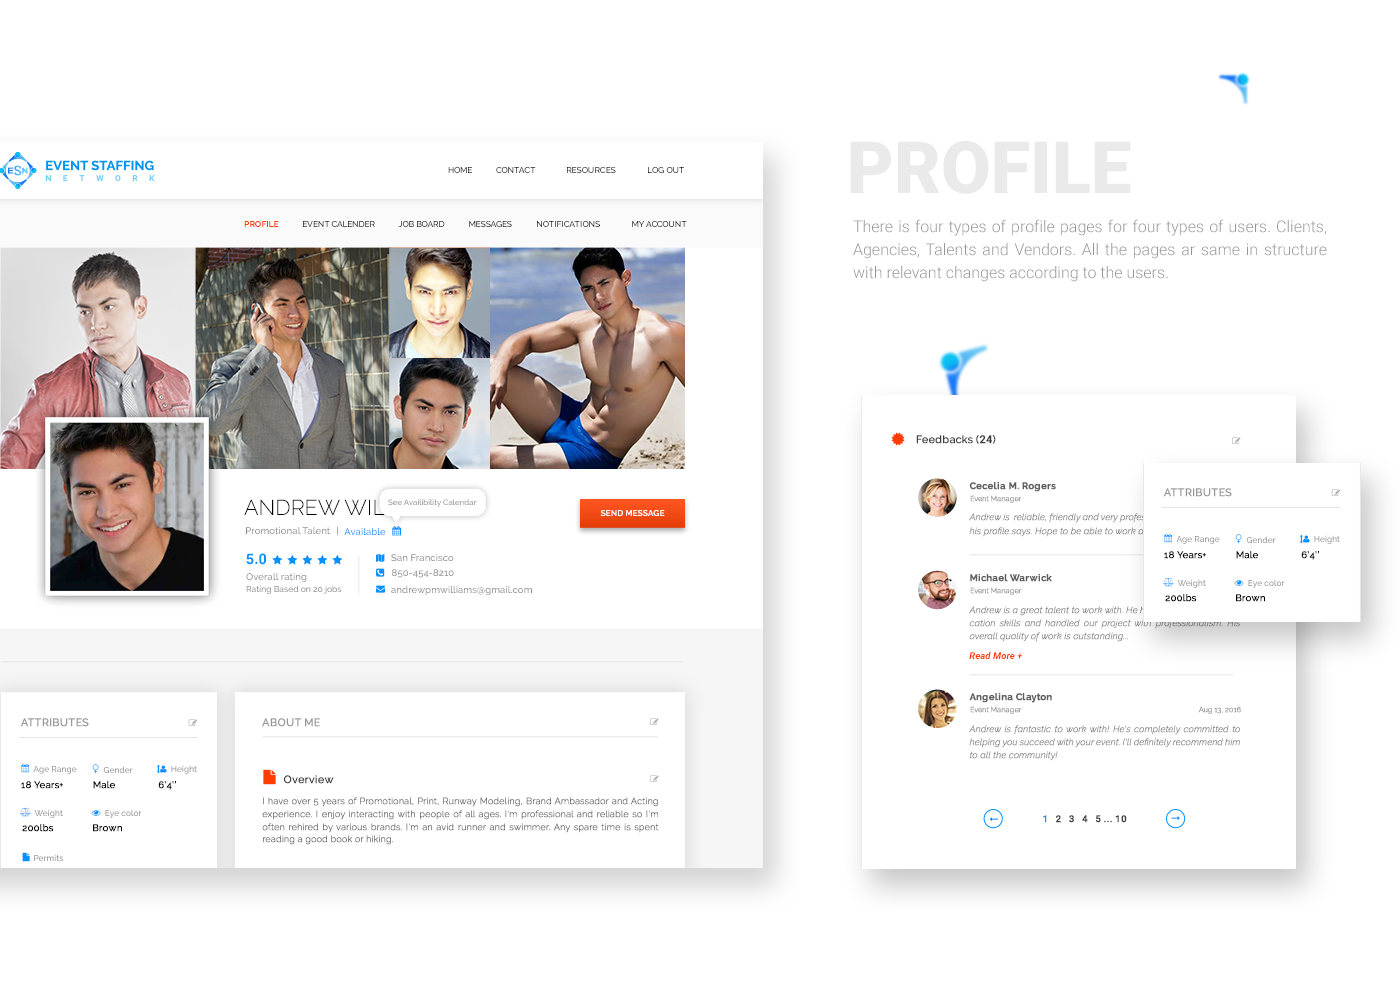 ESN
EVENT STAFFING
NETWORK
HOME CONTACT RESOURCES LOG OUT
PROFILE EVENT CALENDER JOB BOARD MESSAGES NOTIFICATIONS MY ACCOUNT
ANDREW WIL
See Availibility Calendar
SEND MESSAGE
Promotional Talent | Available
5.0
Overall rating
Rating Based on 20 jobs
San Francisco
850-454-8210
andrewpmwilliams@gmail.com
ATTRIBUTES
Age Range Gender Height
18 Years+ Male 6'4''
Weight Eye color
200lbs Brown
Permits
ABOUT ME
Overview
I have over 5 years of Promotional, Print, Runway Modeling, Brand Ambassador and Acting
experience. I enjoy interacting with people of all ages. I'm professional and reliable so I'm
often rehired by various brands. I'm an avid runner and swimmer. Any spare time is spent
reading a good book or hiking.
PROFILE
There is four types of profile pages for four types of users. Clients,
Agencies, Talents and Vendors. All the pages ar same in structure
with relevant changes according to the users.
Feedbacks (24)
Cecelia M. Rogers
Event Manager
Andrew is reliable, friendly and very profes
his profile says. Hope to be able to work a
Michael Warwick
Event Manager
Andrew is a great talent to work with. He h
cation skills and handled our project with professionalism. His
overall quality of work is outstanding...
Read More +
Angelina Clayton
Event Manager Aug 13, 2016
Andrew is fantastic to work with! He's completely committed to
helping you succeed with your event. I'll definitely recommend him
to all the community!
1 2 3 4 5 ... 10
ATTRIBUTES
Age Range Gender Height
18 Years+ Male 6'4''
Weight Eye color
200lbs Brown